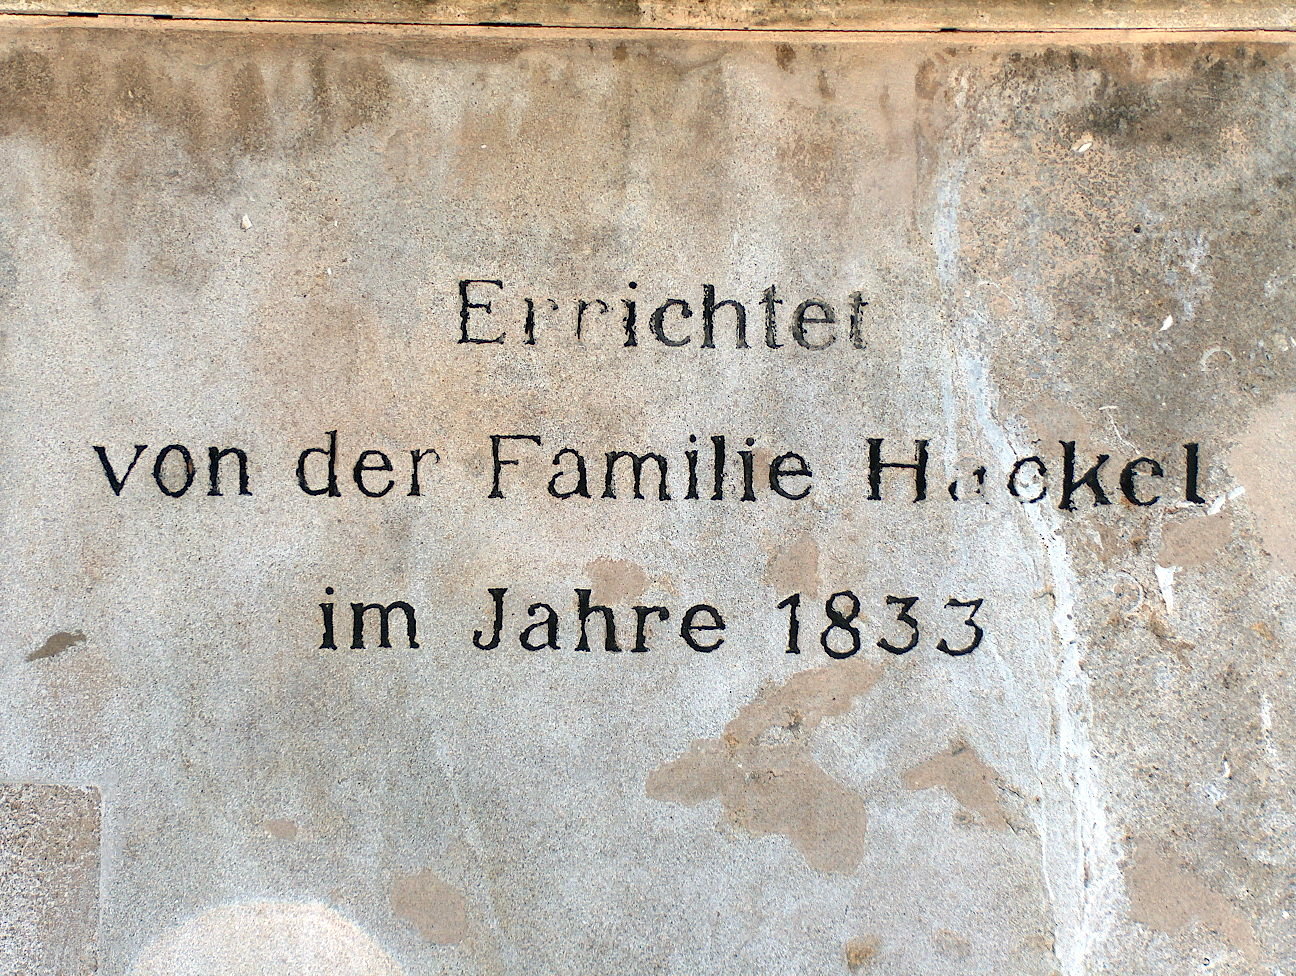 Errichtet
von der Familie Hackel
im Jahre 1833